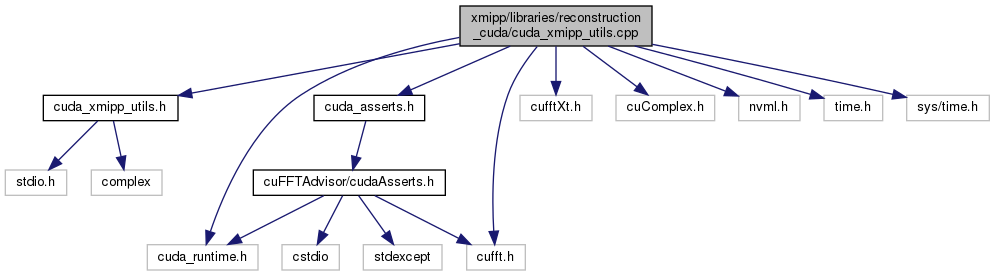 xmipp/libraries/reconstruction
_cuda/cuda_xmipp_utils.cpp
cuda_xmipp_utils.h
cuda_asserts.h
cufftXt.h
cuComplex.h
nvml.h
time.h
sys/time.h
stdio.h
complex
cuFFTAdvisor/cudaAsserts.h
cuda_runtime.h
cstdio
stdexcept
cufft.h